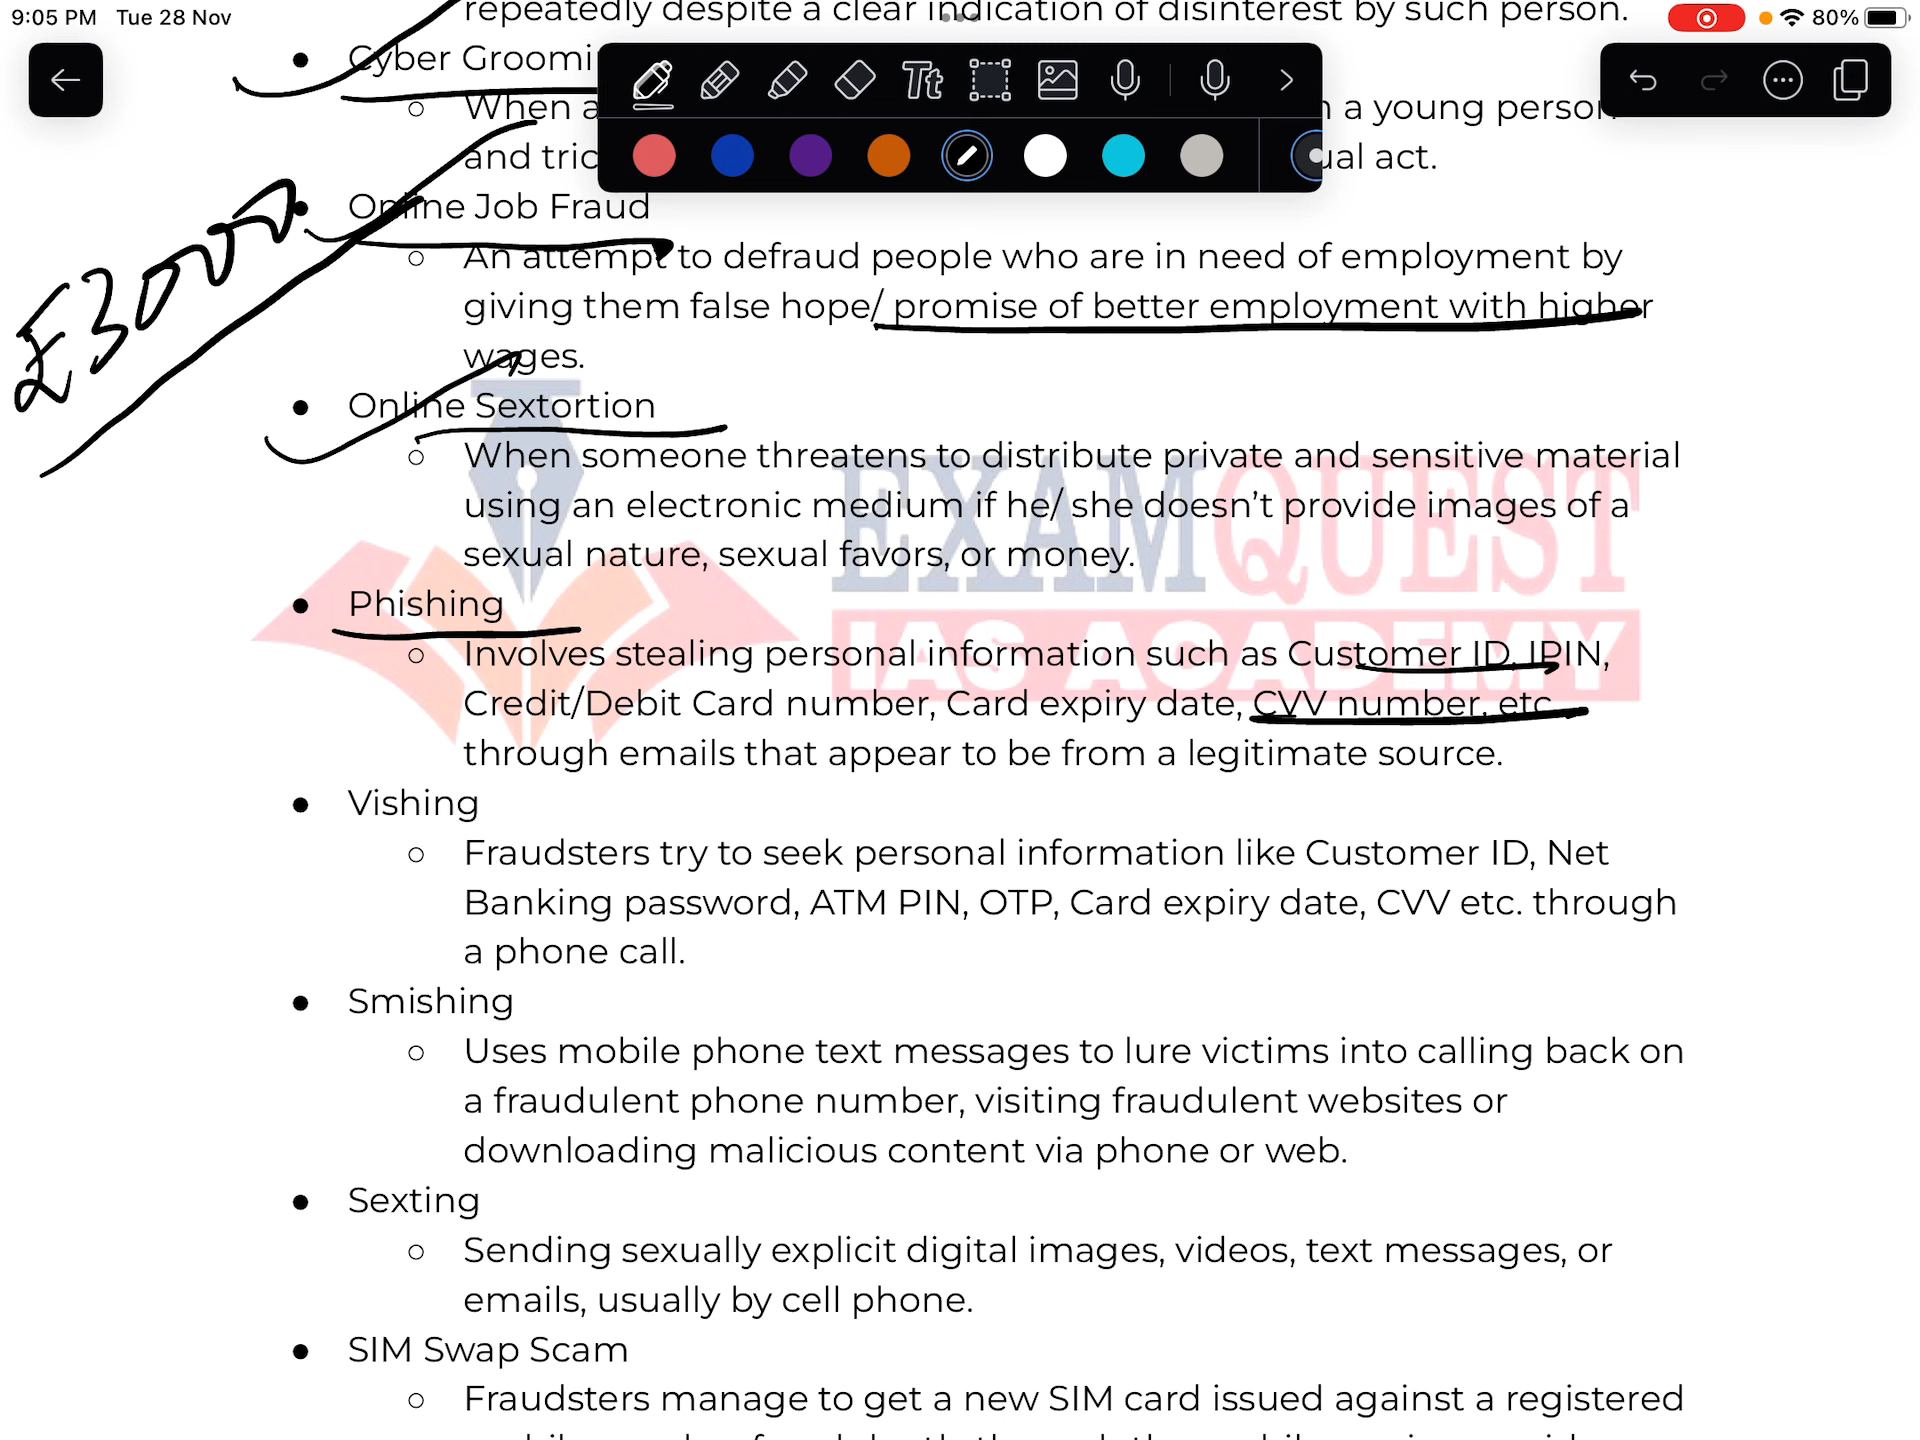 9:05 PM Tue 28 Nov
80%
repeatedly despite a clear indication of disinterest by such person.
● Cyber Groomi
○ When a a young person
and tric ual act.
● Online Job Fraud
£3000
○ An attempt to defraud people who are in need of employment by
giving them false hope/ promise of better employment with higher
wages.
● Online Sextortion
○ When someone threatens to distribute private and sensitive material
using an electronic medium if he/ she doesn’t provide images of a
sexual nature, sexual favors, or money.
● Phishing
○ Involves stealing personal information such as Customer ID, IPIN,
Credit/Debit Card number, Card expiry date, CVV number, etc
through emails that appear to be from a legitimate source.
● Vishing
○ Fraudsters try to seek personal information like Customer ID, Net
Banking password, ATM PIN, OTP, Card expiry date, CVV etc. through
a phone call.
● Smishing
○ Uses mobile phone text messages to lure victims into calling back on
a fraudulent phone number, visiting fraudulent websites or
downloading malicious content via phone or web.
● Sexting
○ Sending sexually explicit digital images, videos, text messages, or
emails, usually by cell phone.
● SIM Swap Scam
○ Fraudsters manage to get a new SIM card issued against a registered
Tt
EXAMQUEST
IAS ACADEMY